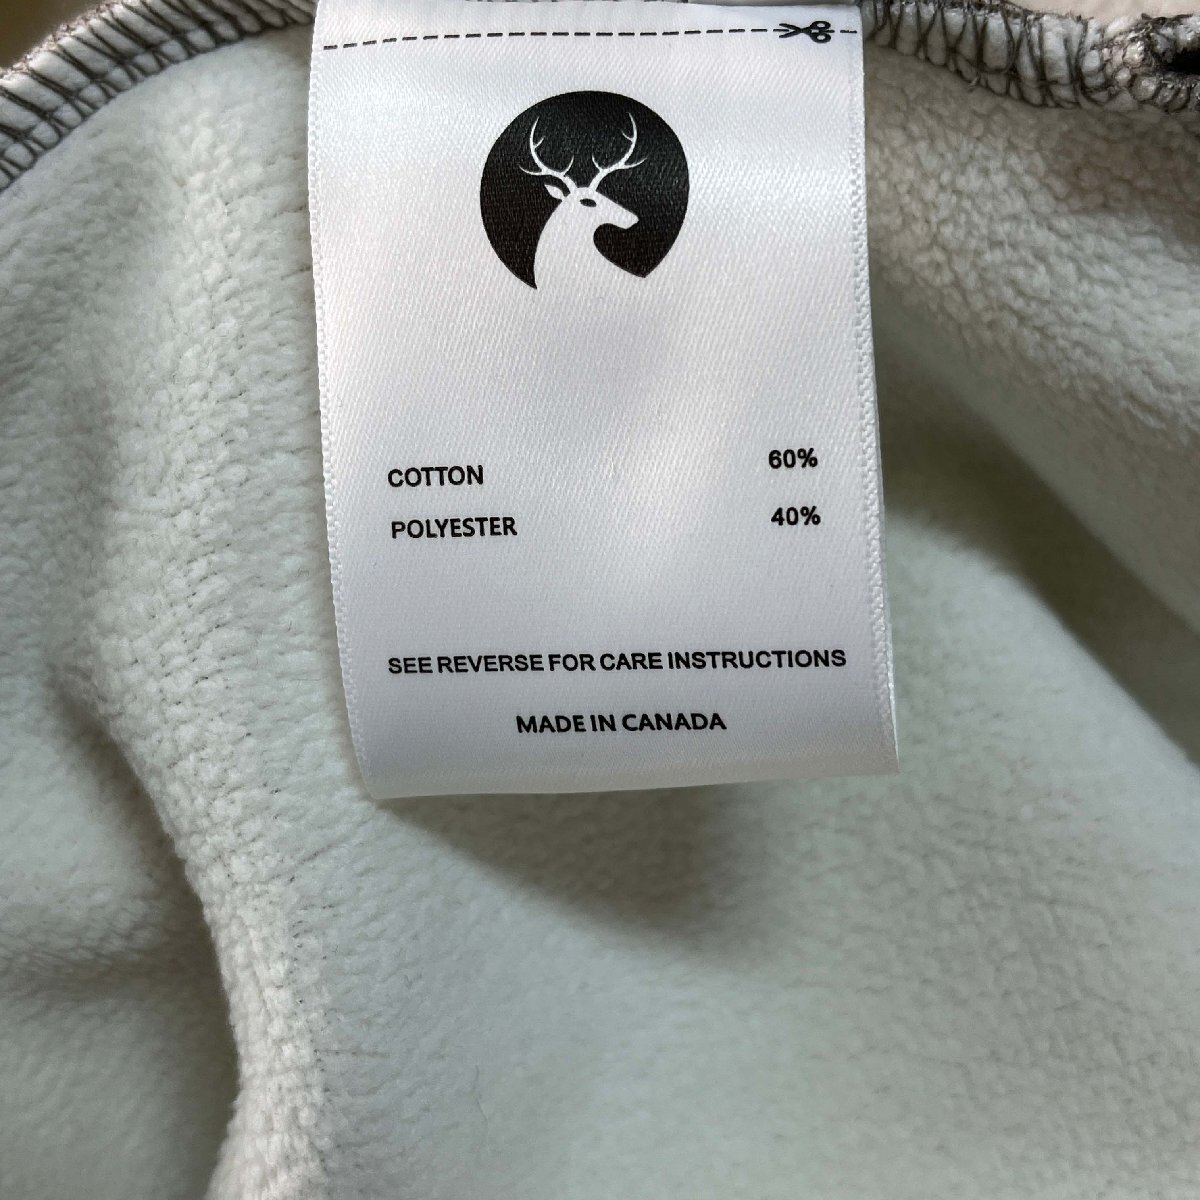 COTTON 60%
POLYESTER 40%
SEE REVERSE FOR CARE INSTRUCTIONS
MADE IN CANADA